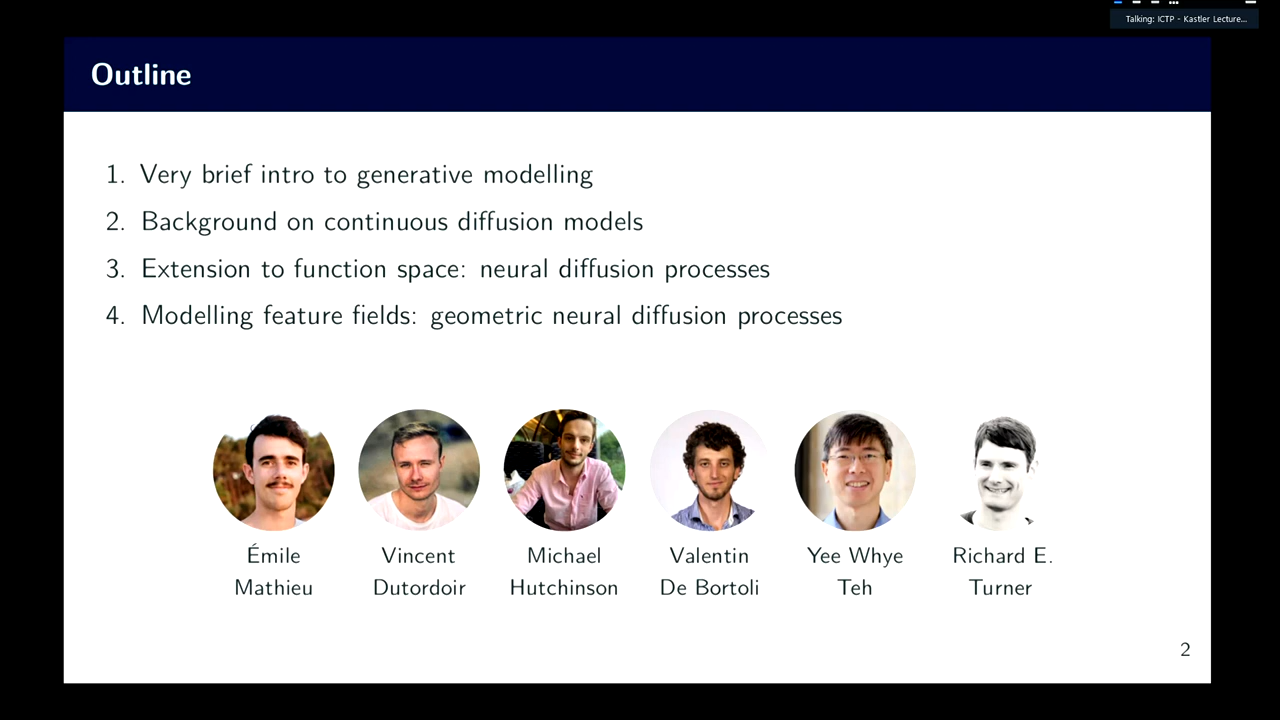 Talking: ICTP - Kastler Lecture...
Outline
1. Very brief intro to generative modelling
2. Background on continuous diffusion models
3. Extension to function space: neural diffusion processes
4. Modelling feature fields: geometric neural diffusion processes
Émile
Mathieu
Vincent
Dutordoir
Michael
Hutchinson
Valentin
De Bortoli
Yee Whye
Teh
Richard E.
Turner
2